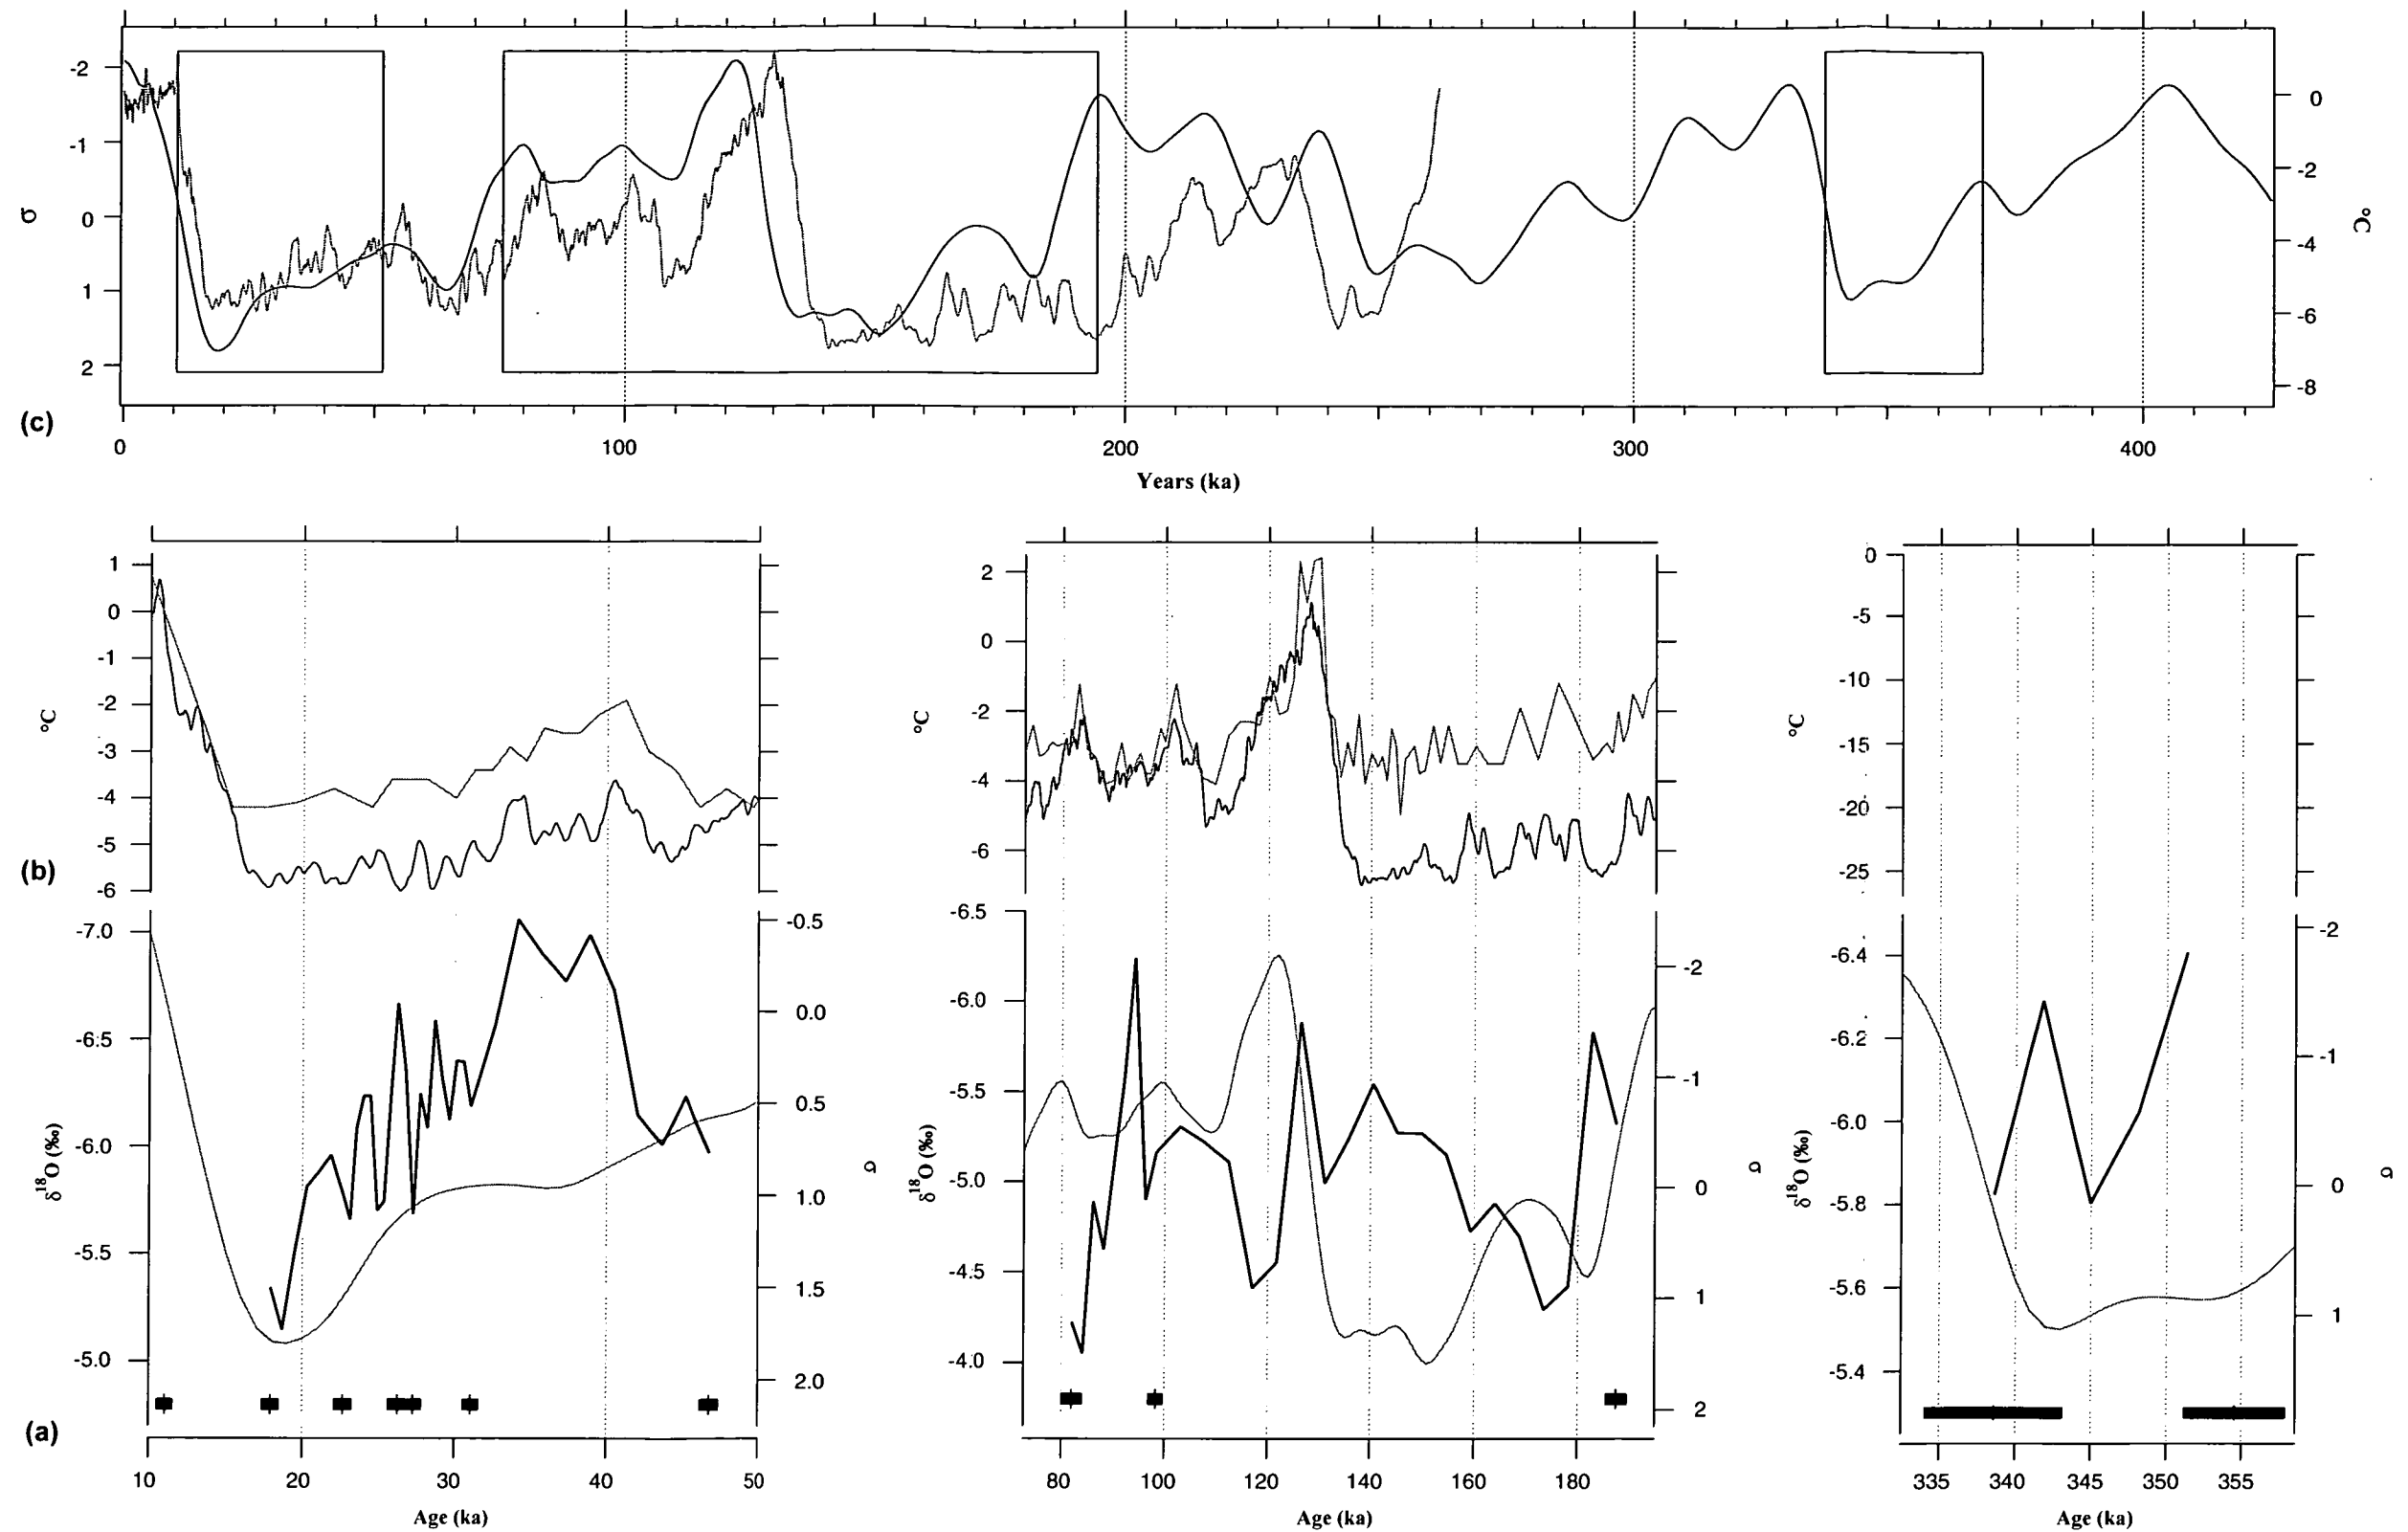 -2
-1
0
1
2
σ
0
-2
-4
-6
-8
°C
(c)
0 100 200 300 400
Years (ka)
1
0
-1
-2
-3
-4
-5
-6
°C
(b)
2
0
-2
-4
-6
°C
0
-5
-10
-15
-20
-25
°C
-7.0
-6.5
-6.0
-5.5
-5.0
δ18O (‰)
-0.5
0.0
0.5
1.0
1.5
2.0
σ
(a)
-6.5
-6.0
-5.5
-5.0
-4.5
-4.0
δ18O (‰)
-2
-1
0
1
2
σ
-6.4
-6.2
-6.0
-5.8
-5.6
-5.4
δ18O (‰)
-2
-1
0
1
σ
10 20 30 40 50
Age (ka)
80 100 120 140 160 180
Age (ka)
335 340 345 350 355
Age (ka)